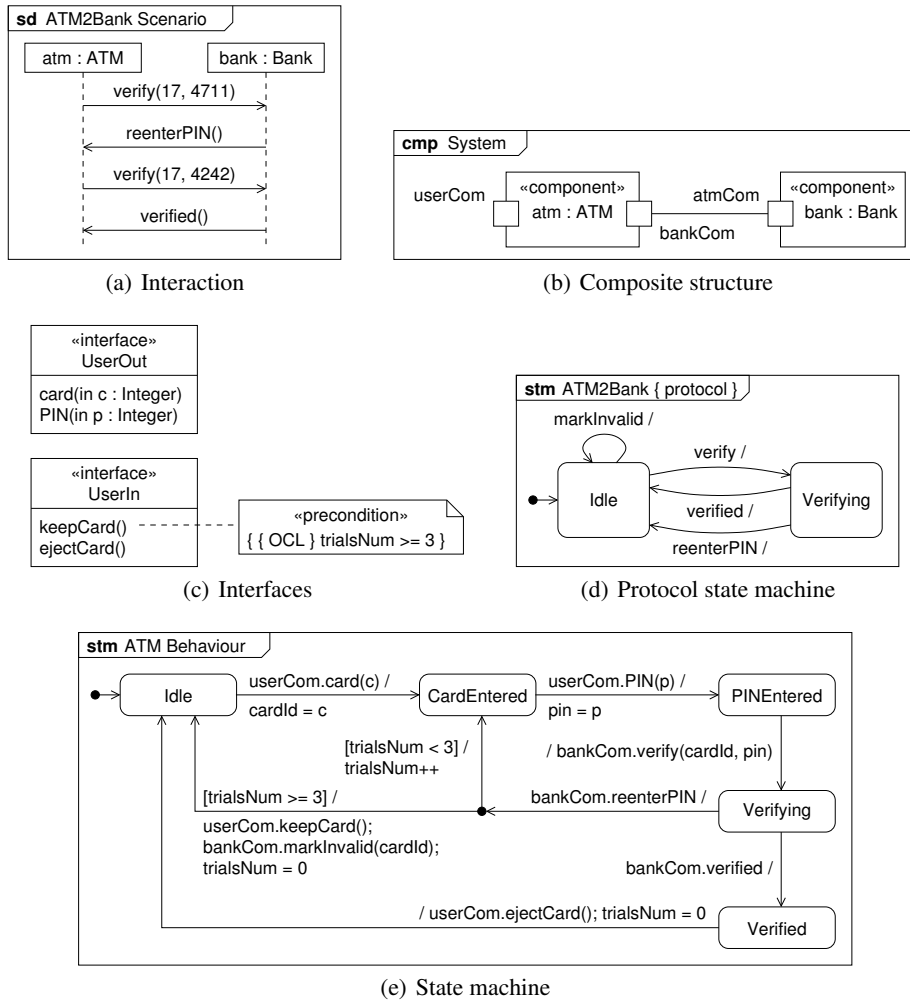 sd ATM2Bank Scenario
atm : ATM
bank : Bank
verify(17, 4711)
reenterPIN()
verify(17, 4242)
verified()
(a) Interaction
cmp System
userCom
«component»
atm : ATM
atmCom
bankCom
«component»
bank : Bank
(b) Composite structure
«interface»
UserOut
card(in c : Integer)
PIN(in p : Integer)
«interface»
UserIn
keepCard()
ejectCard()
«precondition»
{ { OCL } trialsNum >= 3 }
(c) Interfaces
stm ATM2Bank { protocol }
markInvalid /
verify /
Idle
Verifying
verified /
reenterPIN /
(d) Protocol state machine
stm ATM Behaviour
Idle
userCom.card(c) /
cardId = c
CardEntered
userCom.PIN(p) /
pin = p
PINEntered
[trialsNum < 3] /
trialsNum++
/ bankCom.verify(cardId, pin)
[trialsNum >= 3] /
userCom.keepCard();
bankCom.markInvalid(cardId);
trialsNum = 0
bankCom.reenterPIN /
Verifying
bankCom.verified /
/ userCom.ejectCard(); trialsNum = 0
Verified
(e) State machine